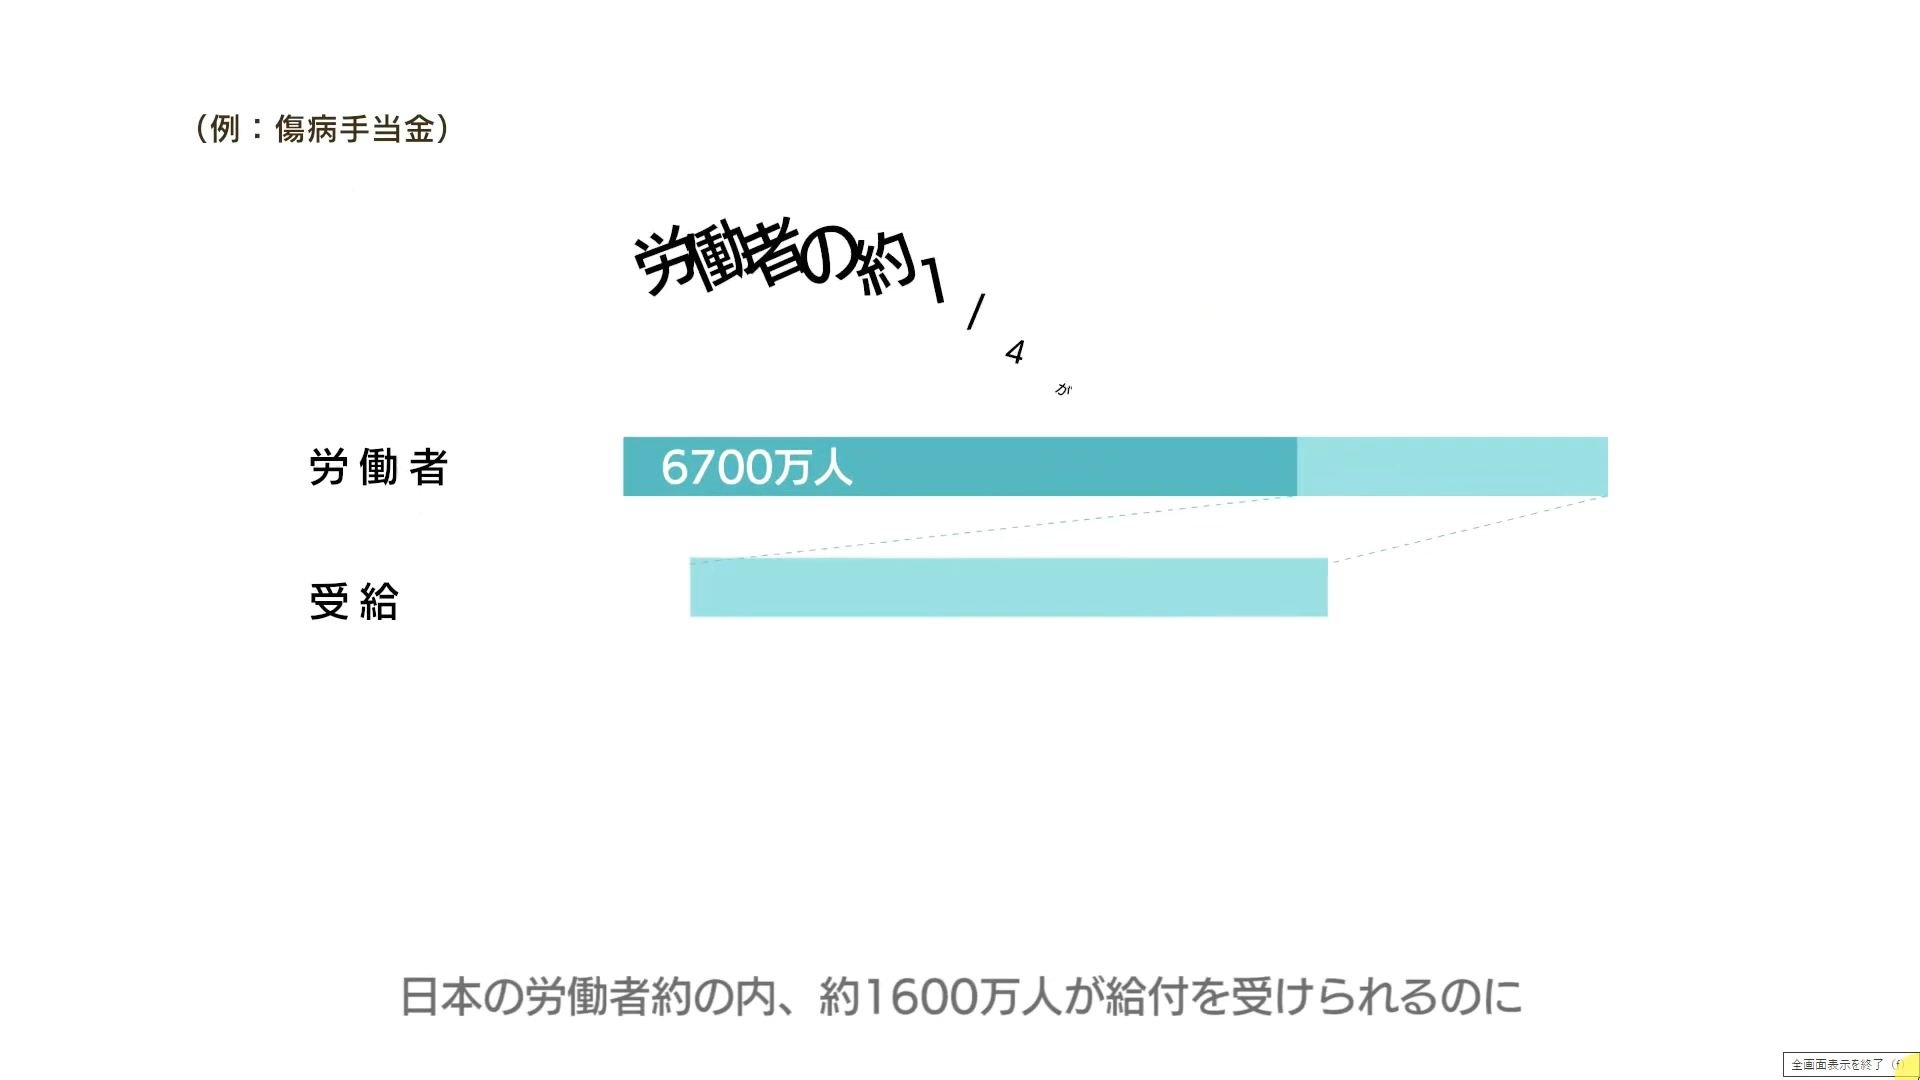 （例：傷病手当金）
労働者の約1/4が
労働者
6700万人
受給
日本の労働者約の内、約1600万人が給付を受けられるのに
全画面表示を終了（f）